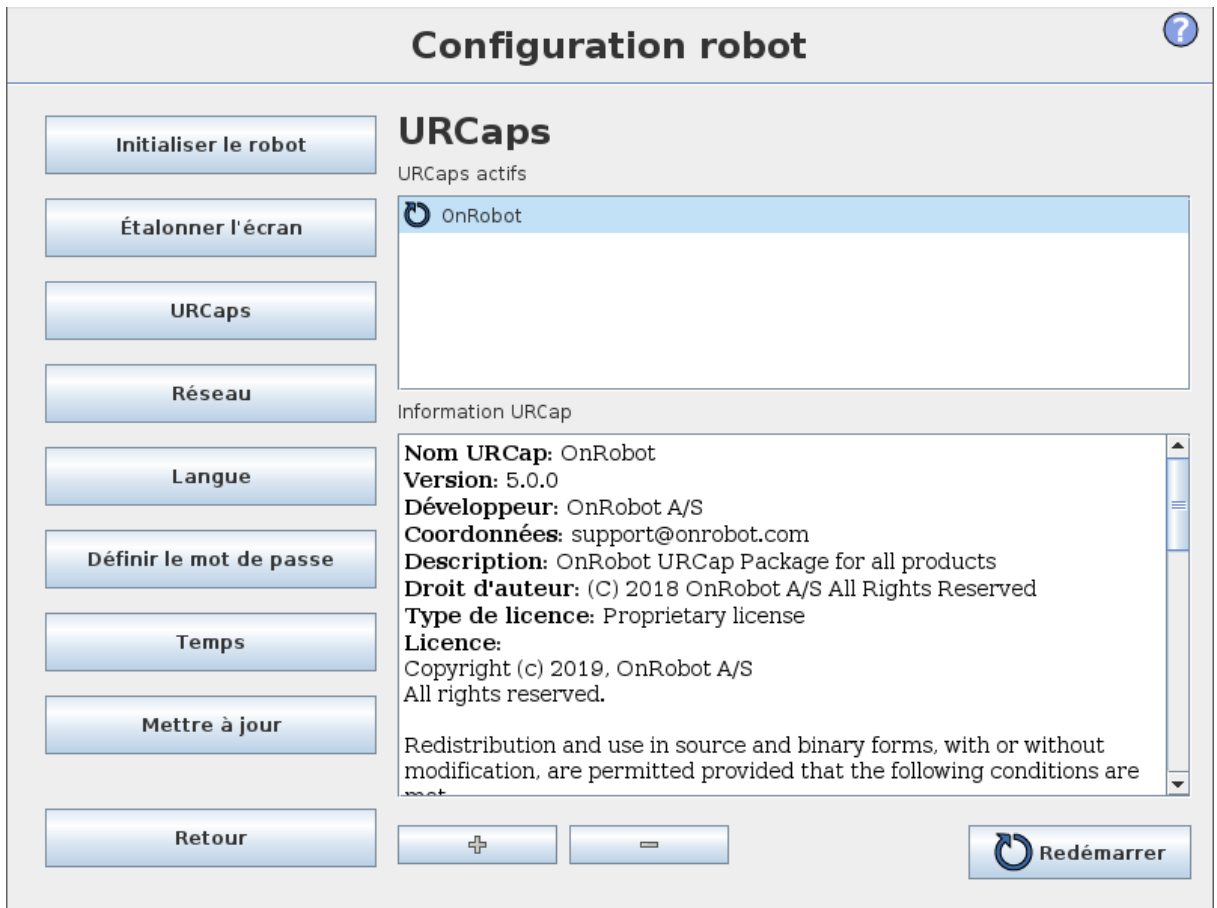 Configuration robot
?
Initialiser le robot
Étalonner l'écran
URCaps
Réseau
Langue
Définir le mot de passe
Temps
Mettre à jour
Retour
URCaps
URCaps actifs
OnRobot
Information URCap
Nom URCap: OnRobot
Version: 5.0.0
Développeur: OnRobot A/S
Coordonnées: support@onrobot.com
Description: OnRobot URCap Package for all products
Droit d'auteur: (C) 2018 OnRobot A/S All Rights Reserved
Type de licence: Proprietary license
Licence:
Copyright (c) 2019, OnRobot A/S
All rights reserved.
Redistribution and use in source and binary forms, with or without
modification, are permitted provided that the following conditions are
Redémarrer